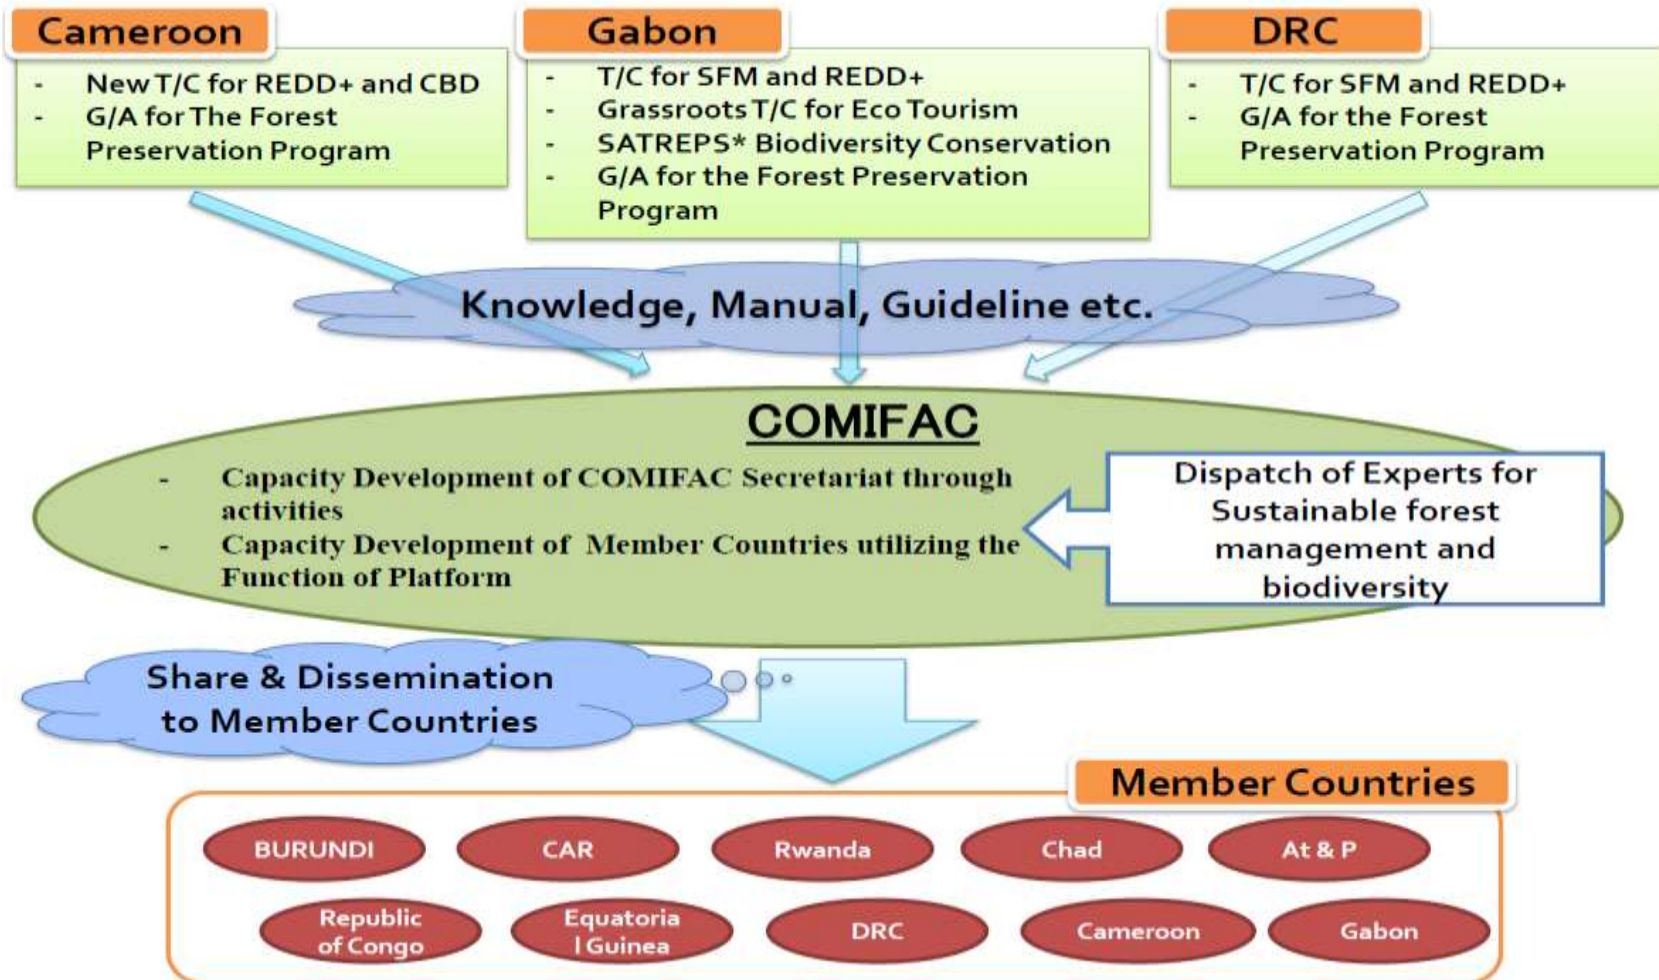 Cameroon
- New T/C for REDD+ and CBD
- G/A for The Forest
Preservation Program
Gabon
- T/C for SFM and REDD+
- Grassroots T/C for Eco Tourism
- SATREPS* Biodiversity Conservation
- G/A for the Forest Preservation
Program
DRC
- T/C for SFM and REDD+
- G/A for the Forest
Preservation Program
Knowledge, Manual, Guideline etc.
COMIFAC
- Capacity Development of COMIFAC Secretariat through
activities
- Capacity Development of Member Countries utilizing the
Function of Platform
Dispatch of Experts for
Sustainable forest
management and
biodiversity
Share & Dissemination
to Member Countries
Member Countries
BURUNDI
CAR
Rwanda
Chad
At & P
Republic
of Congo
Equatoria
l Guinea
DRC
Cameroon
Gabon